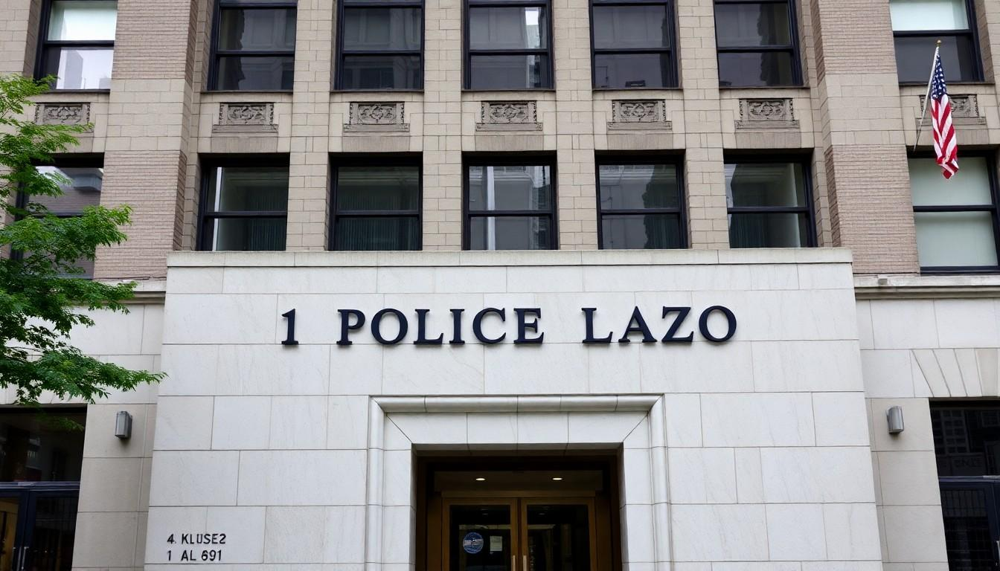 1 POLICE LAZO
4. KLUSE2
1 AL 691